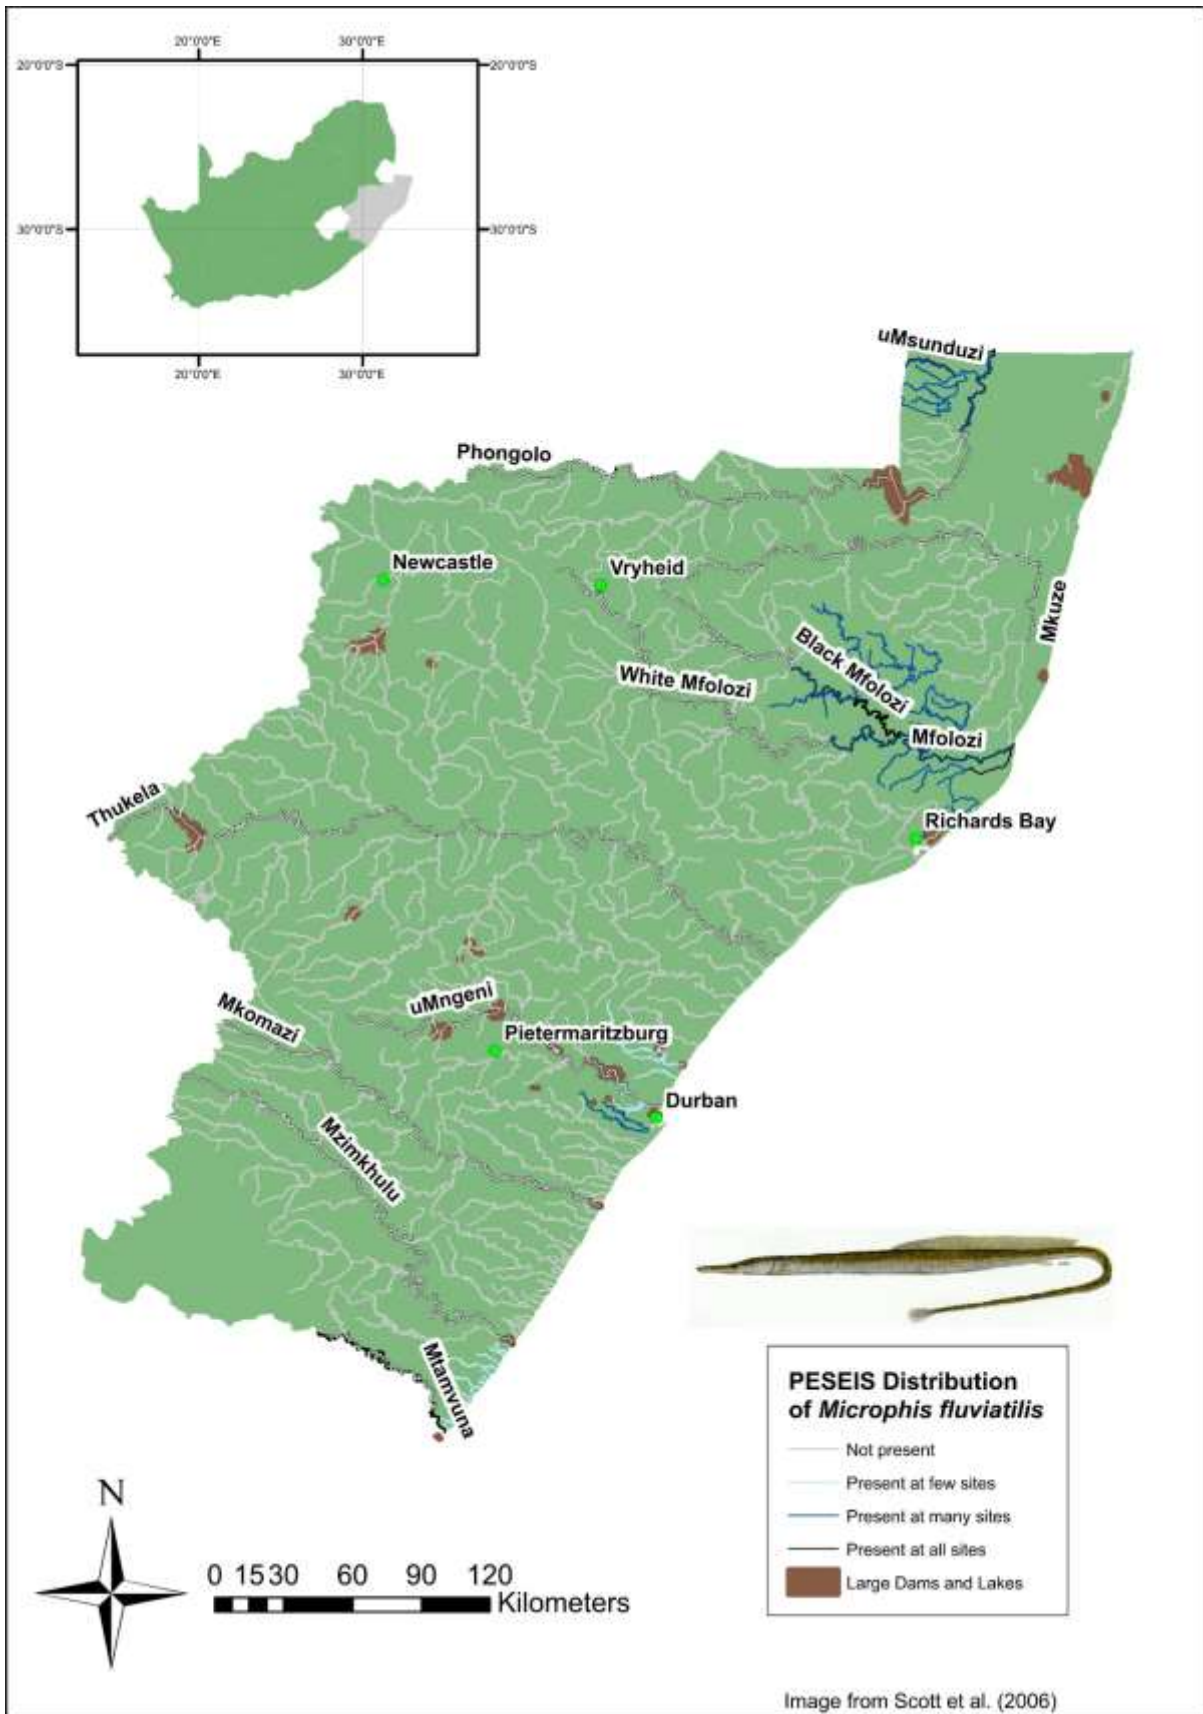 20°0'0"E
30°0'0"E
20°0'0"S
20°0'0"S
30°0'0"S
30°0'0"S
20°0'0"E
30°0'0"E
uMsunduzi
Phongolo
Newcastle
Vryheid
Mkuze
Black Mfolozi
White Mfolozi
Mfolozi
Thukela
Richards Bay
uMngeni
Mkomazi
Pietermaritzburg
Durban
Mzimkhulu
Mtamvuna
PESEIS Distribution
of Microphis fluviatilis
Not present
Present at few sites
Present at many sites
Present at all sites
Large Dams and Lakes
N
0 15 30 60 90 120
Kilometers
Image from Scott et al. (2006)